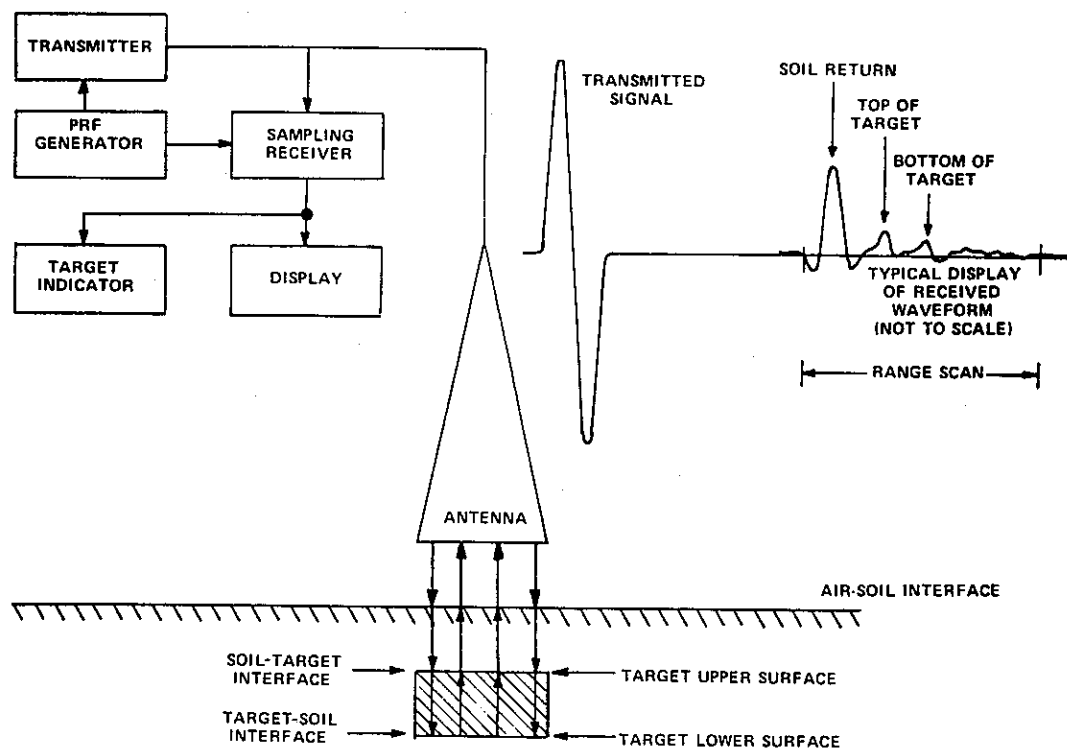 TRANSMITTER
PRF
GENERATOR
SAMPLING
RECEIVER
TARGET
INDICATOR
DISPLAY
TRANSMITTED
SIGNAL
SOIL RETURN
TOP OF
TARGET
BOTTOM OF
TARGET
TYPICAL DISPLAY
OF RECEIVED
WAVEFORM
(NOT TO SCALE)
RANGE SCAN
ANTENNA
AIR-SOIL INTERFACE
SOIL-TARGET
INTERFACE
TARGET UPPER SURFACE
TARGET-SOIL
INTERFACE
TARGET LOWER SURFACE